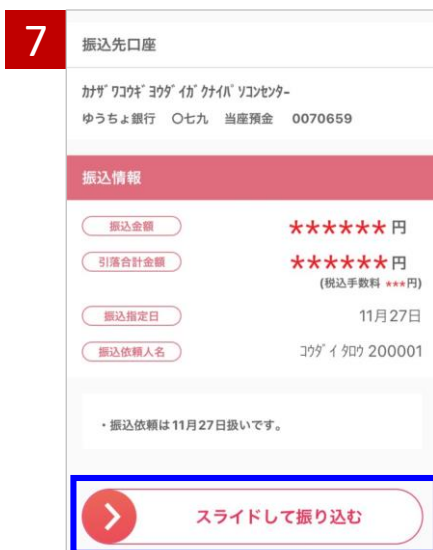 7
振込先口座
ｶﾅｻﾞﾜｺｳｷﾞﾖｳﾀﾞｲｶﾞｸﾅｲﾊﾟｿｺﾝｾﾝﾀｰ
ゆうちょ銀行 〇七九 当座預金 0070659
振込情報
振込金額 ******円
引落合計金額 ******円
(税込手数料 ***円)
振込指定日 11月27日
振込依頼人名 ｺｳﾀﾞｲ ﾀﾛｳ 200001
・振込依頼は11月27日扱いです。
スライドして振り込む